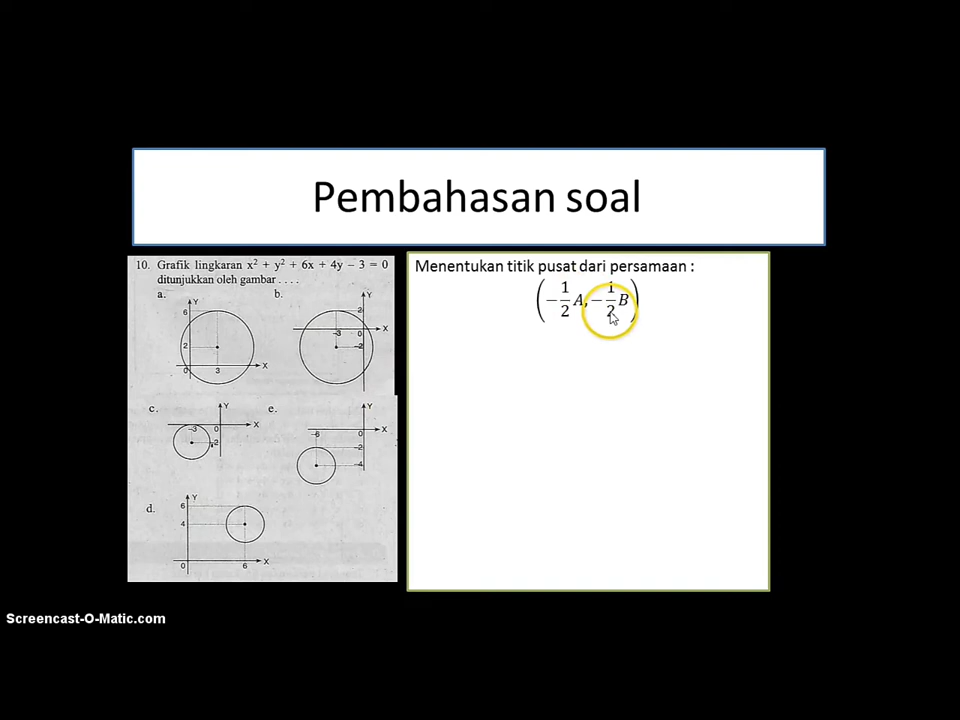 Pembahasan soal
10. Grafik lingkaran x² + y² + 6x + 4y – 3 = 0
ditunjukkan oleh gambar . . . .
a.
Y
6
2
0
3
X
b.
Y
2
X
–3
0
–2
c.
Y
X
–3
0
–2
e.
Y
X
–6
0
–2
–4
d.
Y
6
4
0
6
X
Menentukan titik pusat dari persamaan :
(−1/2 A, −1/2 B)
Screencast-O-Matic.com